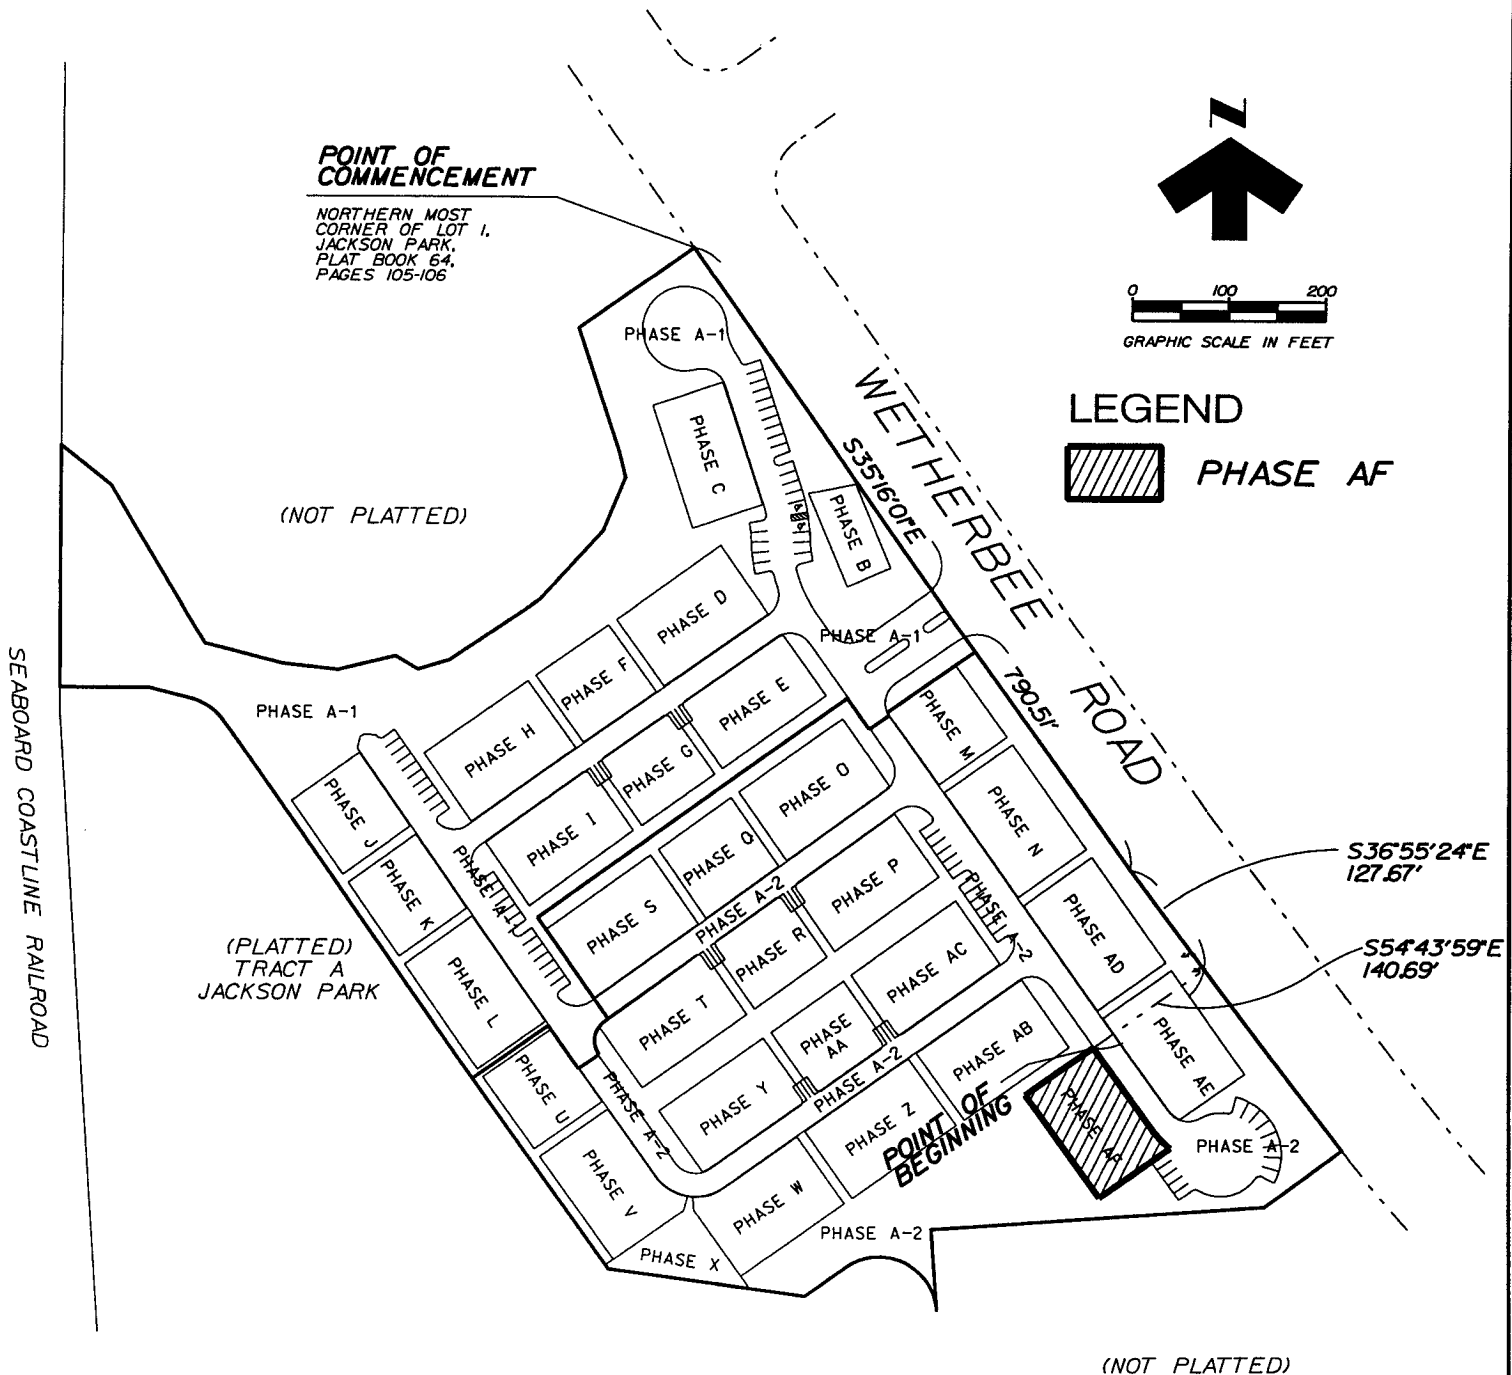 POINT OF
COMMENCEMENT
NORTHERN MOST
CORNER OF LOT 1,
JACKSON PARK,
PLAT BOOK 64,
PAGES 105-106
N
0 100 200
GRAPHIC SCALE IN FEET
LEGEND
PHASE AF
WETHERBEE
ROAD
S35°16'01"E
790.51'
S36°55'24"E
127.67'
S54°43'59"E
140.69'
(NOT PLATTED)
SEABOARD COASTLINE RAILROAD
(PLATTED)
TRACT A
JACKSON PARK
PHASE A-1
PHASE C
PHASE B
PHASE D
PHASE A-1
PHASE F
PHASE E
PHASE H
PHASE G
PHASE A-1
PHASE M
PHASE I
PHASE O
PHASE J
PHASE N
PHASE Q
PHASE A-1
PHASE K
PHASE P
PHASE S
PHASE A-2
PHASE A-2
PHASE R
PHASE AD
PHASE L
PHASE AC
PHASE T
PHASE AA
PHASE AB
PHASE A-2
PHASE AE
PHASE U
PHASE Y
PHASE A-2
PHASE Z
POINT OF
BEGINNING
PHASE AF
PHASE A-2
PHASE V
PHASE W
PHASE A-2
PHASE X
(NOT PLATTED)